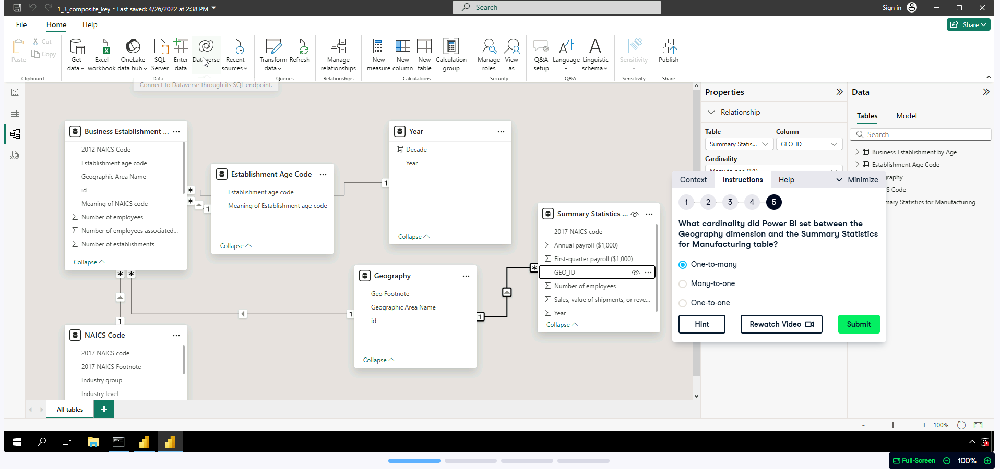 1_3_composite_key • Last saved: 4/26/2022 at 2:38 PM
Search
Sign in
File
Home
Help
Share
Paste
Cut
Copy
Clipboard
Get data
Excel workbook
OneLake data hub
SQL Server
Enter data
Dataverse
Recent sources
Data
Transform data
Refresh
Queries
Manage relationships
Relationships
New measure
New column
New table
Calculation group
Calculations
Manage roles
View as
Security
Q&A setup
Language
Linguistic schema
Q&A
Sensitivity
Sensitivity
Publish
Share
Connect to Dataverse through its SQL endpoint.
Business Establishment ...
2012 NAICS Code
Establishment age code
Geographic Area Name
id
Meaning of NAICS code
Number of employees
Number of employees associated...
Number of establishments
Collapse
Establishment Age Code
Establishment age code
Meaning of Establishment age code
Collapse
Year
Decade
Year
Collapse
Summary Statistics ...
2017 NAICS code
Annual payroll ($1,000)
First-quarter payroll ($1,000)
GEO_ID
Number of employees
Sales, value of shipments, or reve...
Year
Collapse
Geography
Geo Footnote
Geographic Area Name
id
Collapse
NAICS Code
2017 NAICS code
2017 NAICS Footnote
Industry group
Industry level
* * 1 1
* * 1 1
1 *
All tables
Properties
Relationship
Table
Column
Summary Statis...
GEO_ID
Cardinality
Many to one (*:1)
Data
Tables
Model
Search
Business Establishment by Age
Establishment Age Code
graphy
S Code
mary Statistics for Manufacturing
Context
Instructions
Help
Minimize
1 2 3 4 5
What cardinality did Power BI set between the
Geography dimension and the Summary Statistics
for Manufacturing table?
One-to-many
Many-to-one
One-to-one
Hint
Rewatch Video
Submit
- + 100%
Full-Screen
100%